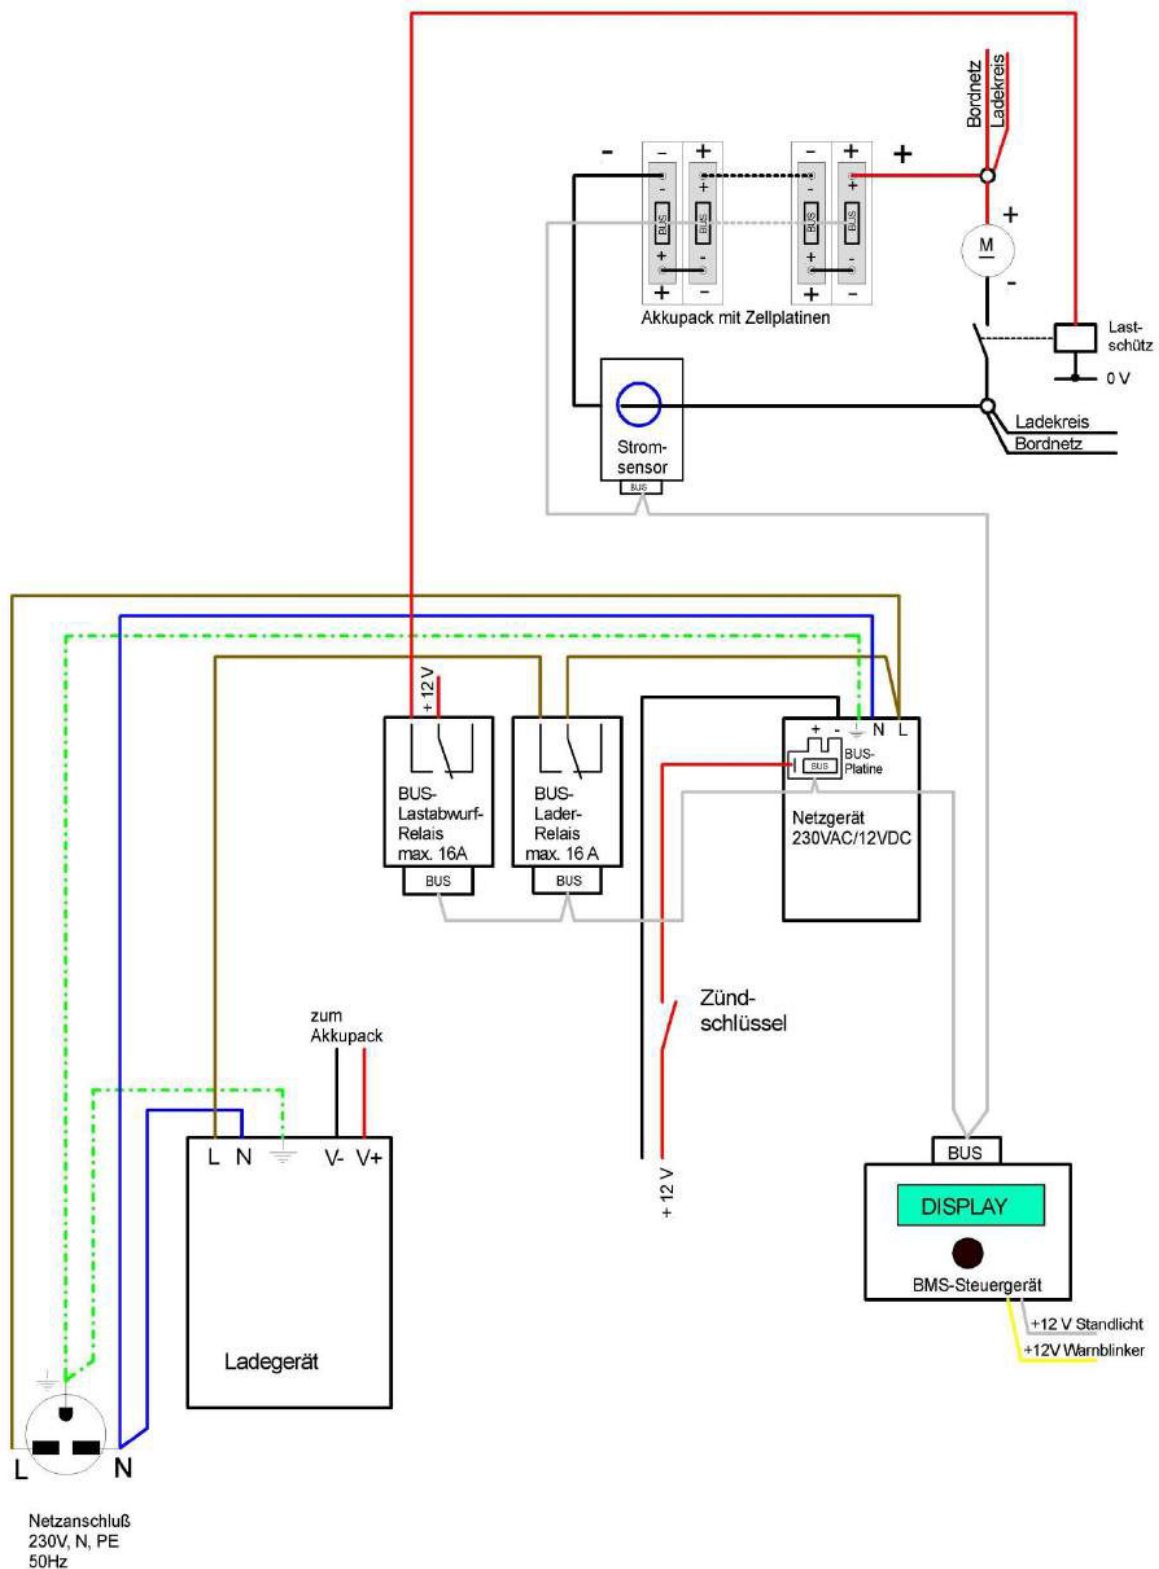 Bordnetz
Ladekreis
- +
- + - +
- + - +
BUS BUS BUS BUS
+ - + -
+ - + -
Akkupack mit Zellplatinen
+
M
-
Last-
schütz
0 V
Ladekreis
Bordnetz
Strom-
sensor
BUS
+ 12 V
BUS-
Lastabwurf-
Relais
max. 16A
BUS
BUS-
Lader-
Relais
max. 16 A
BUS
+ - N L
BUS
BUS-
Platine
Netzgerät
230VAC/12VDC
Zünd-
schlüssel
+ 12 V
zum
Akkupack
L N V- V+
Ladegerät
BUS
DISPLAY
BMS-Steuergerät
+12 V Standlicht
+12V Warnblinker
L N
Netzanschluß
230V, N, PE
50Hz